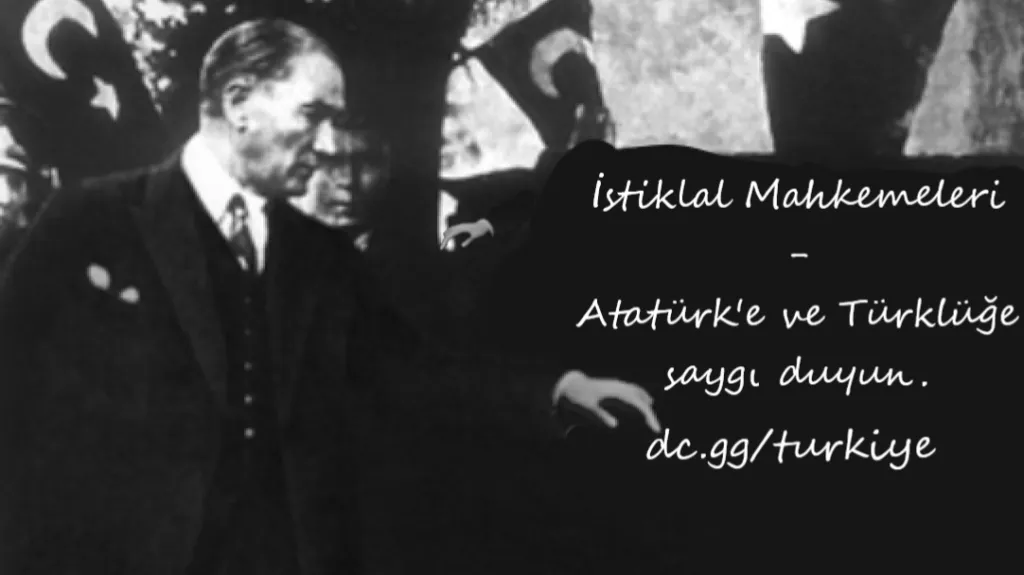 İstiklal Mahkemeleri
-
Atatürk'e ve Türklüğe
saygı duyun.
dc.gg/turkiye